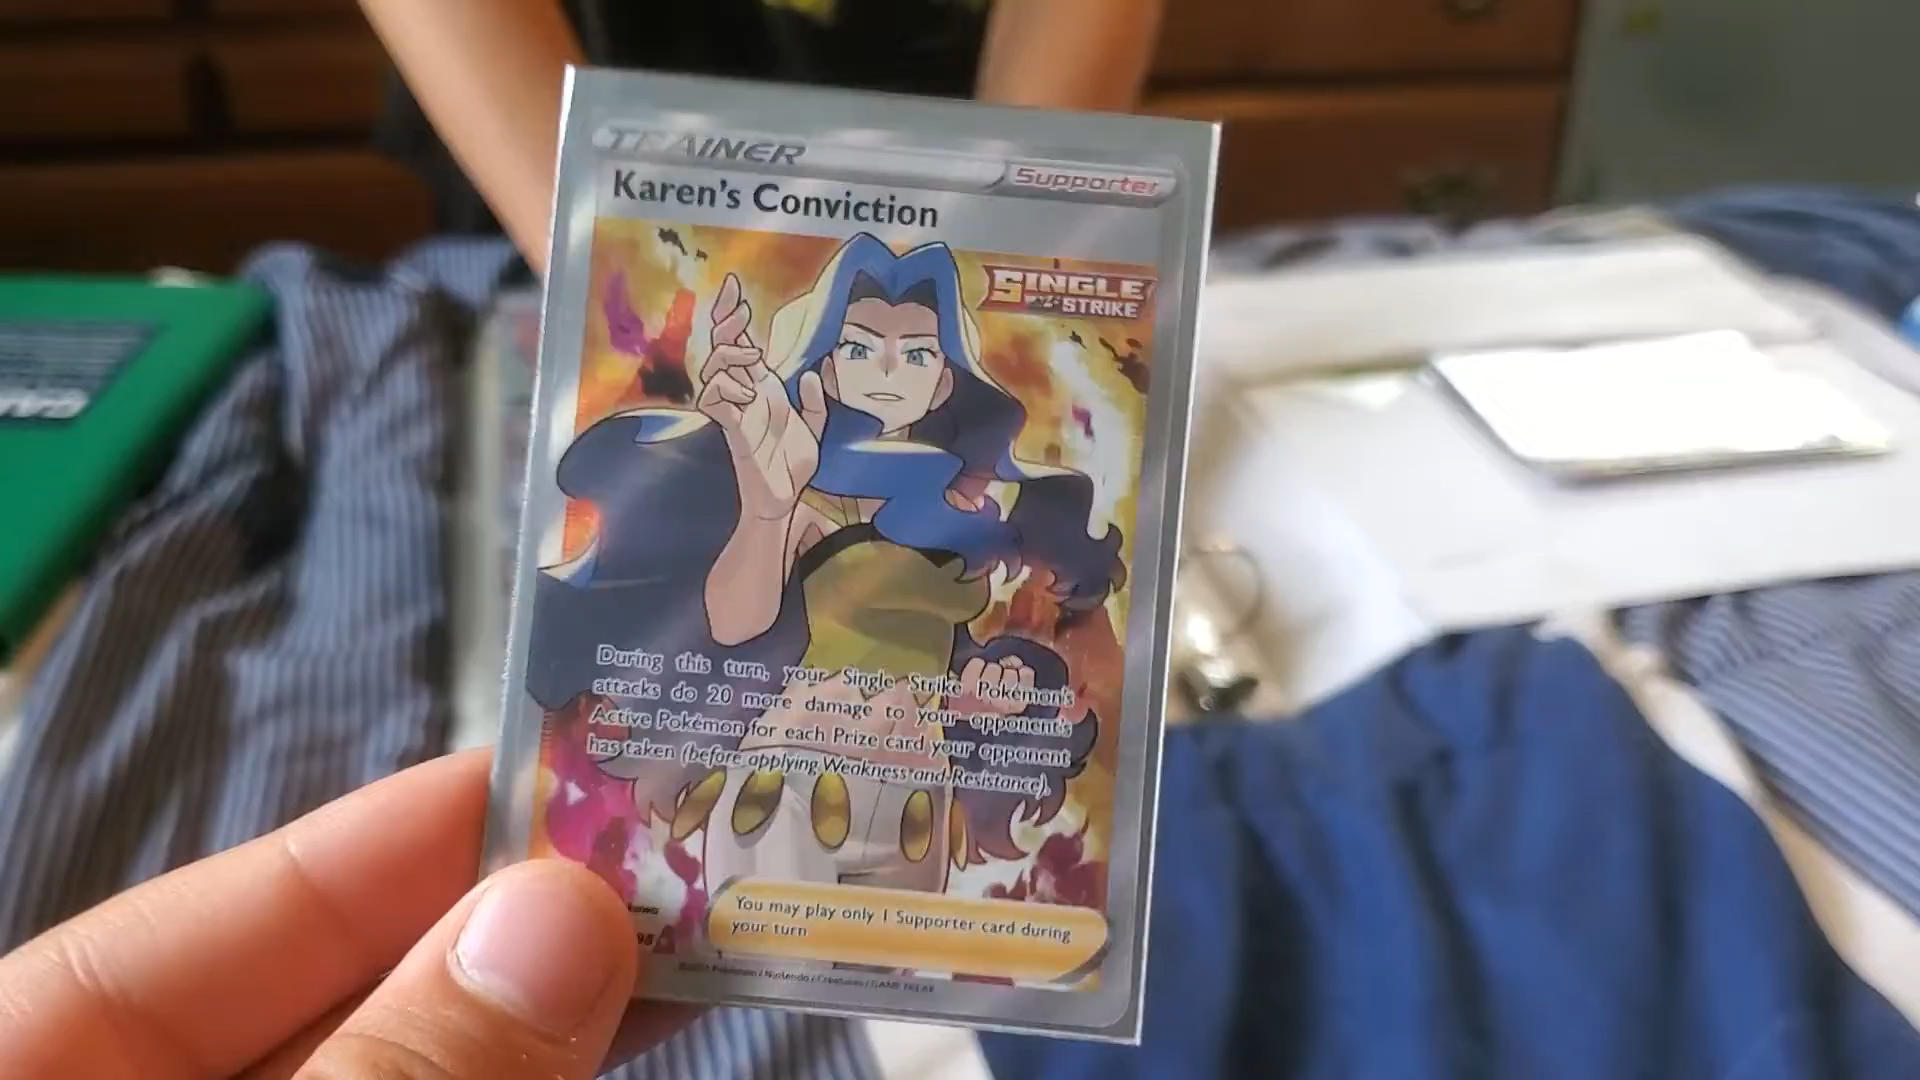 TRAINER
Supporter
Karen's Conviction
SINGLE
STRIKE
During this turn, your Single Strike Pokémon's
attacks do 20 more damage to your opponent's
Active Pokémon for each Prize card your opponent
has taken (before applying Weakness and Resistance).
You may play only 1 Supporter card during
your turn.
98
©2021 Pokémon / Nintendo / Creatures / GAME FREAK